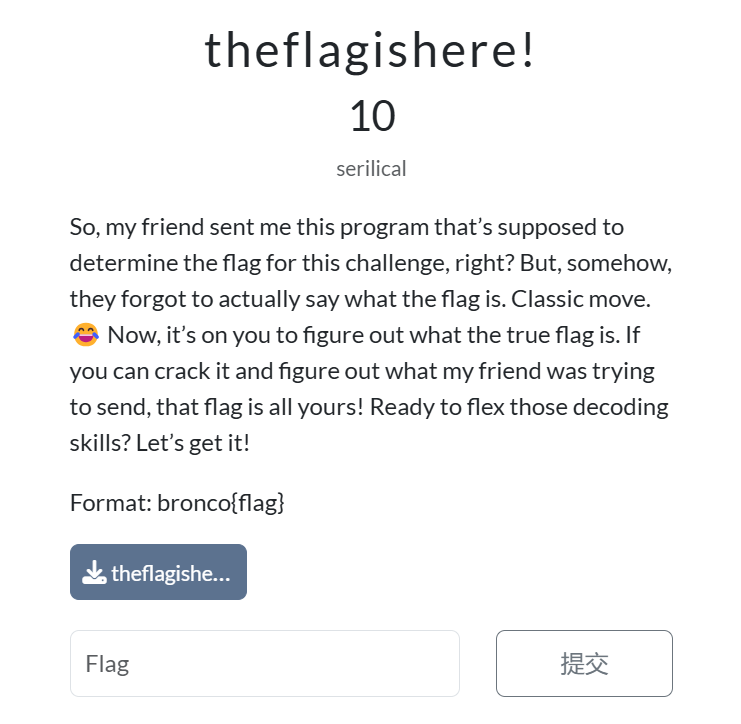 theflagishere!
10
serilical
So, my friend sent me this program that’s supposed to
determine the flag for this challenge, right? But, somehow,
they forgot to actually say what the flag is. Classic move.
😂 Now, it’s on you to figure out what the true flag is. If
you can crack it and figure out what my friend was trying
to send, that flag is all yours! Ready to flex those decoding
skills? Let’s get it!
Format: bronco{flag}
theflagishe...
Flag
提交